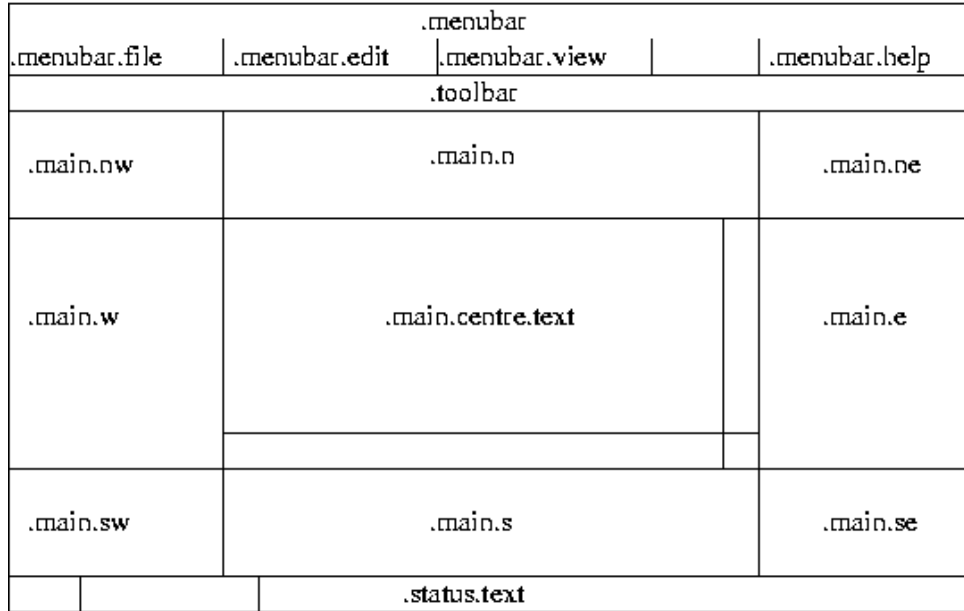 .menubar
.menubar.file .menubar.edit .menubar.view .menubar.help
.toolbar
.main.nw .main.n .main.ne
.main.w .main.centre.text .main.e
.main.sw .main.s .main.se
.status.text